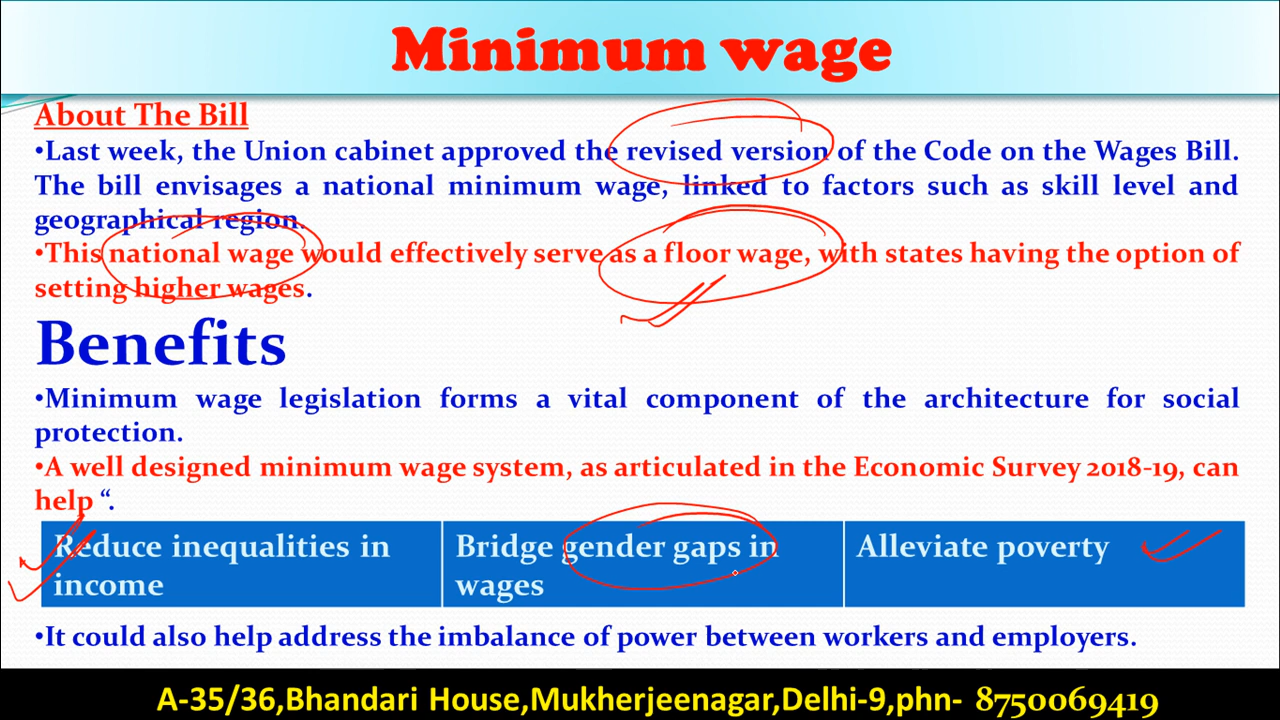 Minimum wage
About The Bill
•Last week, the Union cabinet approved the revised version of the Code on the Wages Bill.
The bill envisages a national minimum wage, linked to factors such as skill level and
geographical region.
•This national wage would effectively serve as a floor wage, with states having the option of
setting higher wages.
Benefits
•Minimum wage legislation forms a vital component of the architecture for social
protection.
•A well designed minimum wage system, as articulated in the Economic Survey 2018-19, can
help “.
Reduce inequalities in
income
Bridge gender gaps in
wages
Alleviate poverty
•It could also help address the imbalance of power between workers and employers.
A-35/36,Bhandari House,Mukherjeenagar,Delhi-9,phn- 8750069419